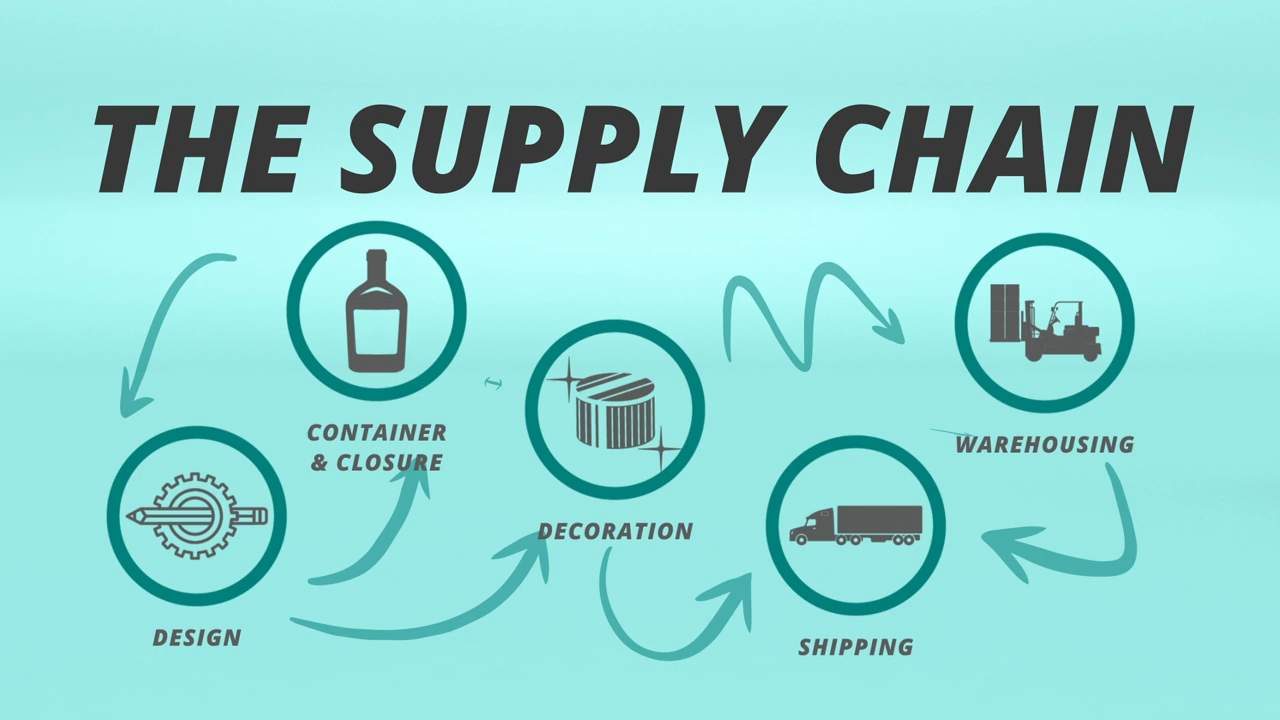 THE SUPPLY CHAIN
CONTAINER
& CLOSURE
WAREHOUSING
DECORATION
DESIGN
SHIPPING